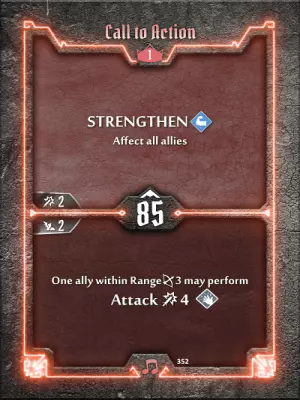 Call to Action
1
STRENGTHEN
Affect all allies
2
85
2
One ally within Range 3 may perform
Attack 4
352